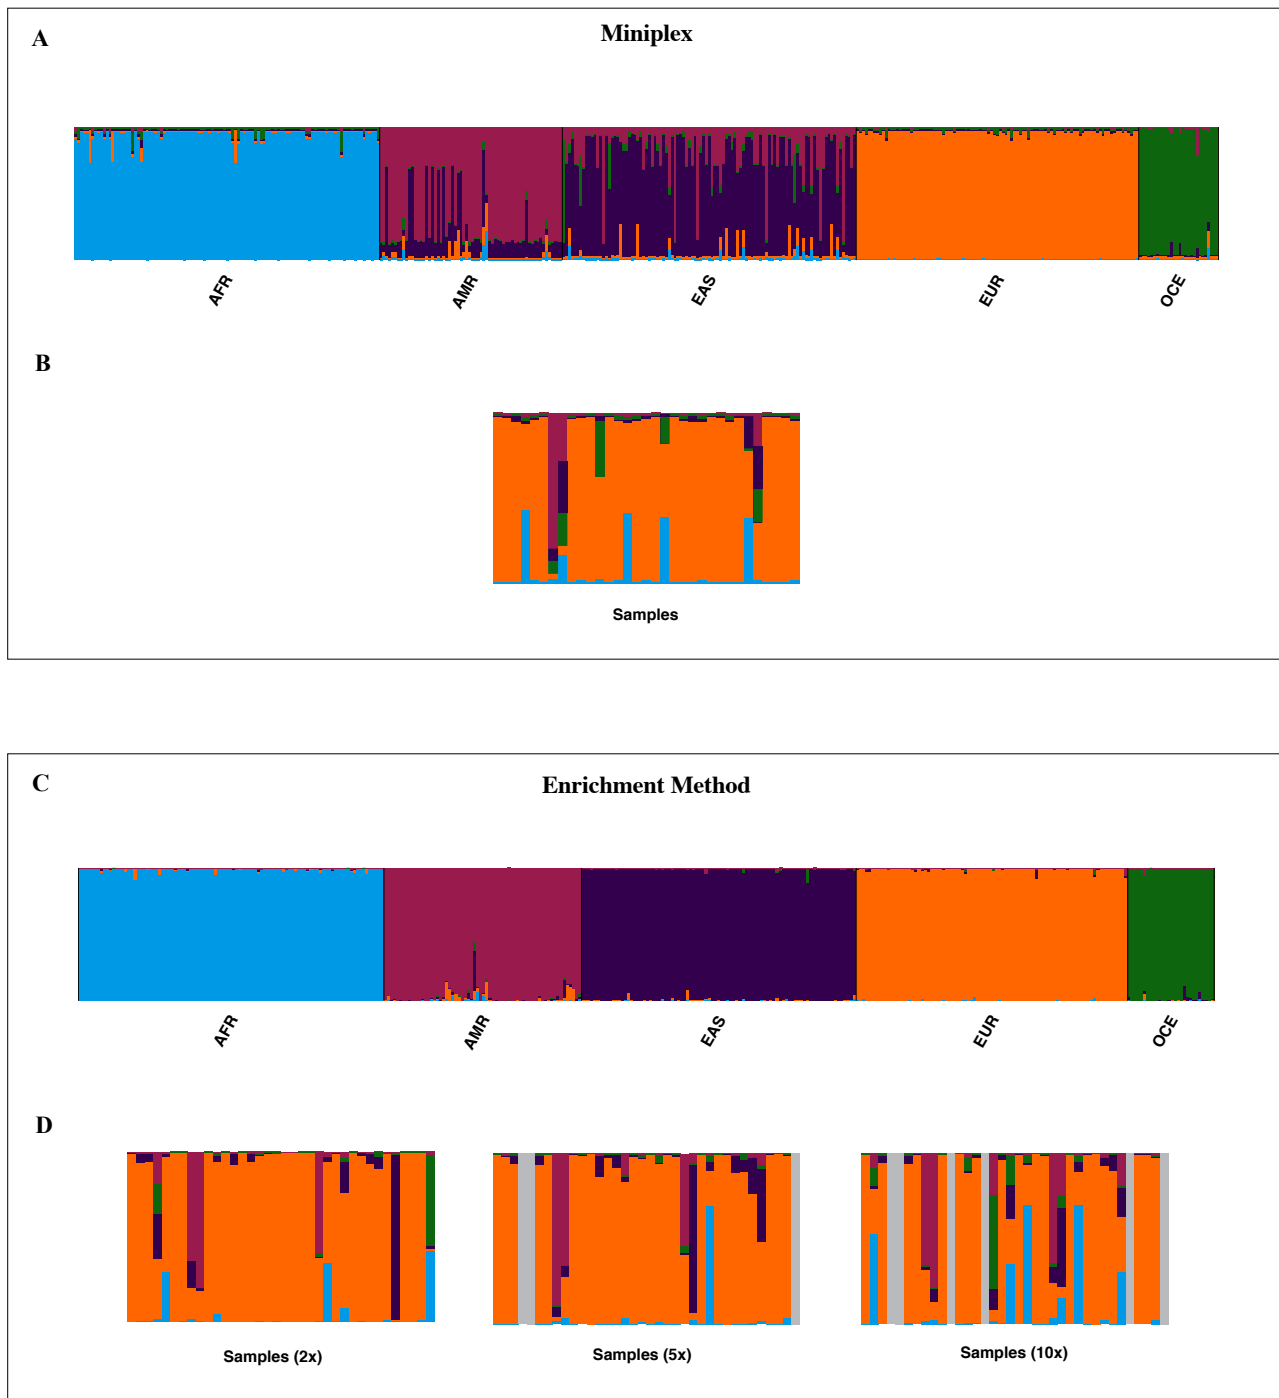 A
Miniplex
AFR
AMR
EAS
EUR
OCE
B
Samples
C
Enrichment Method
AFR
AMR
EAS
EUR
OCE
D
Samples (2x)
Samples (5x)
Samples (10x)